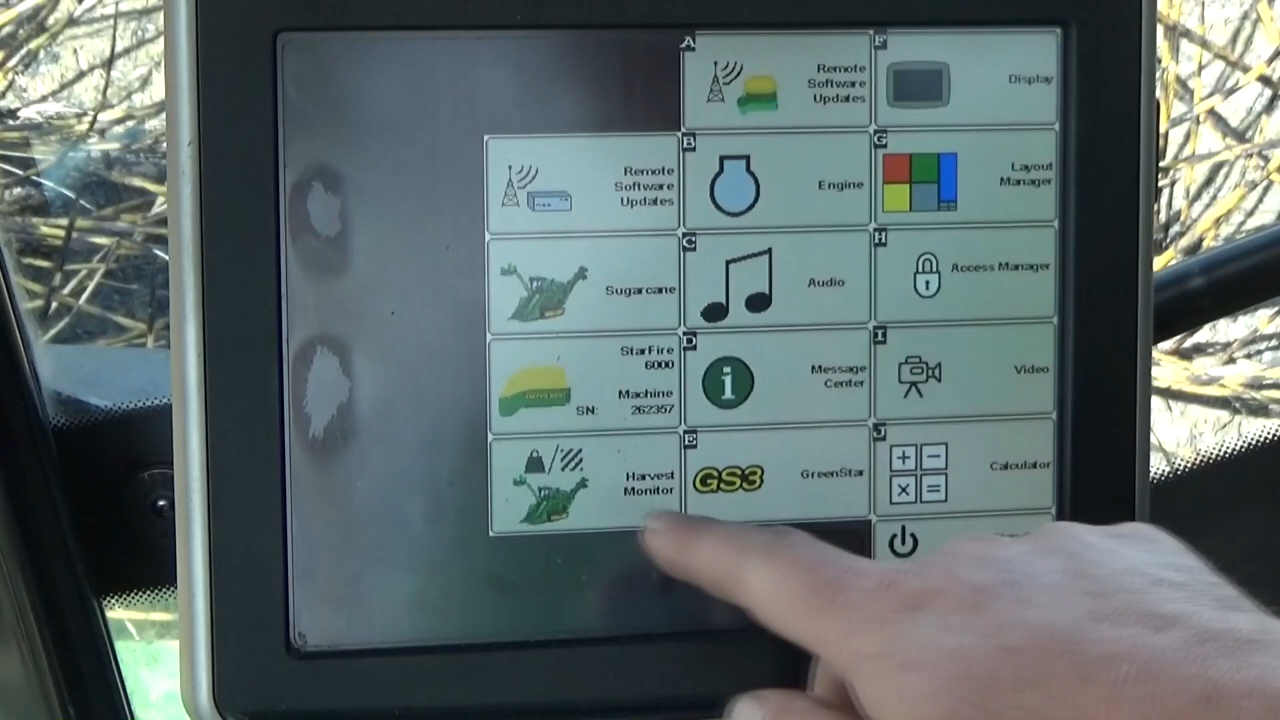 A
Remote
Software
Updates
F
Display
Remote
Software
Updates
B
Engine
G
Layout
Manager
Sugarcane
C
Audio
H
Access Manager
StarFire
6000
Machine
SN: 262357
D
i
Message
Center
I
Video
Harvest
Monitor
E
GS3
GreenStar
J
+ −
× =
Calculator